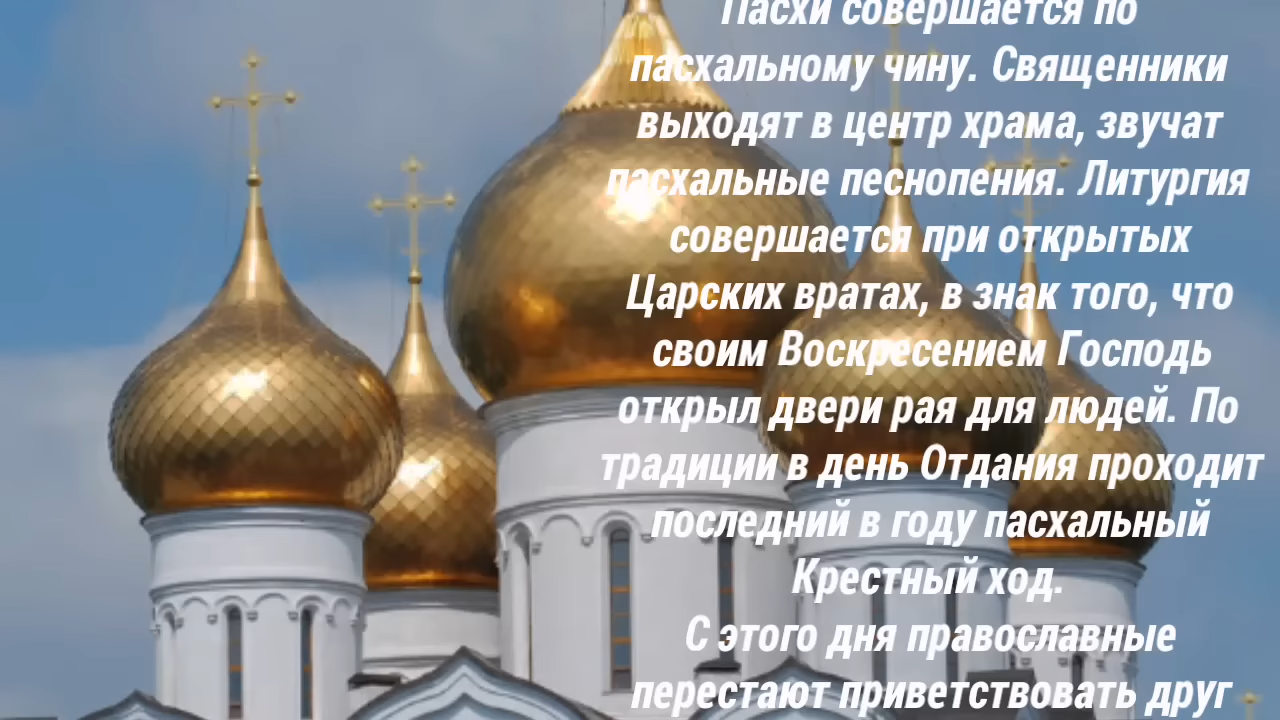 Пасхи совершается по
пасхальному чину. Священники
выходят в центр храма, звучат
пасхальные песнопения. Литургия
совершается при открытых
Царских вратах, в знак того, что
своим Воскресением Господь
открыл двери рая для людей. По
традиции в день Отдания проходит
последний в году пасхальный
Крестный ход.
С этого дня православные
перестают приветствовать друг